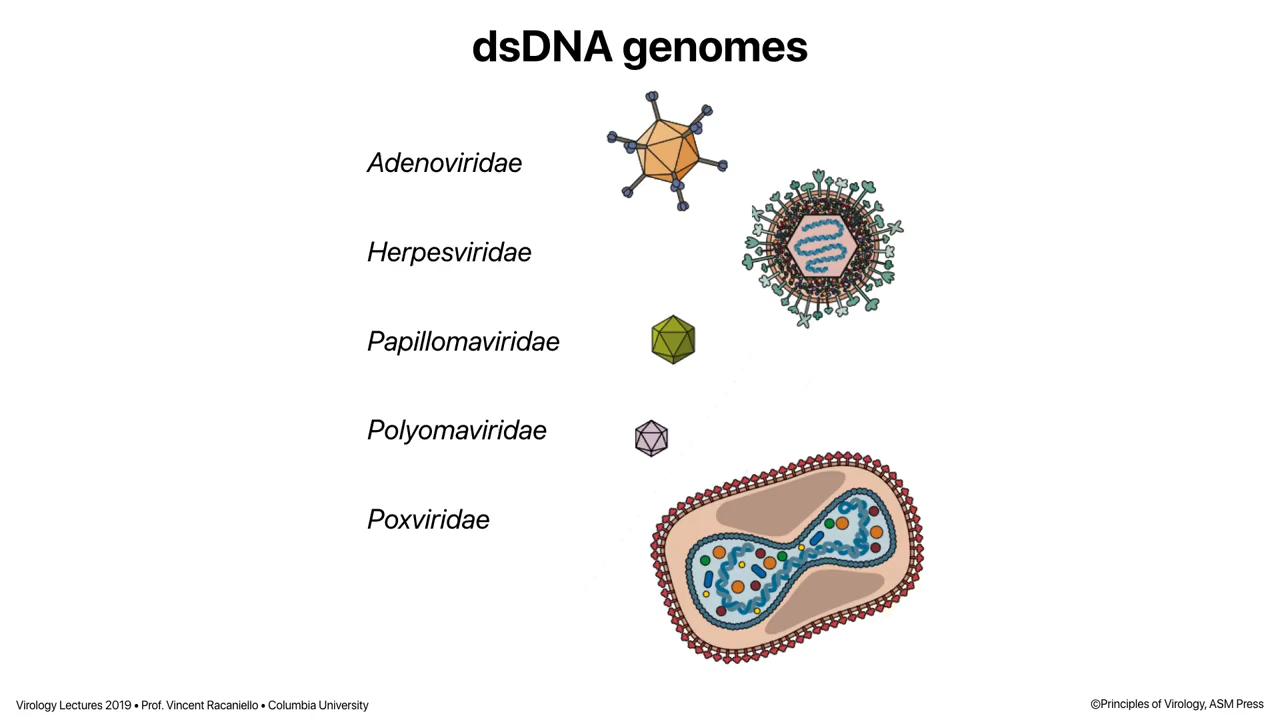 dsDNA genomes
Adenoviridae
Herpesviridae
Papillomaviridae
Polyomaviridae
Poxviridae
Virology Lectures 2019 • Prof. Vincent Racaniello • Columbia University
©Principles of Virology, ASM Press